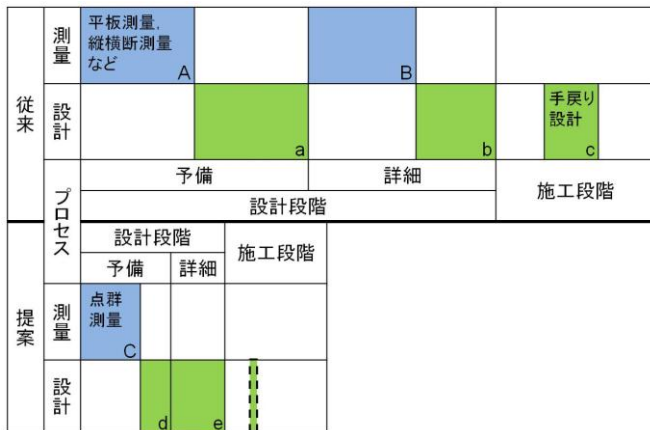 従来
測量
平板測量,
縦横断測量
など
A
B
設計
a
b
手戻り
設計
c
プロセス
予備
詳細
施工段階
設計段階
設計段階
施工段階
予備
詳細
提案
測量
点群
測量
C
設計
d
e